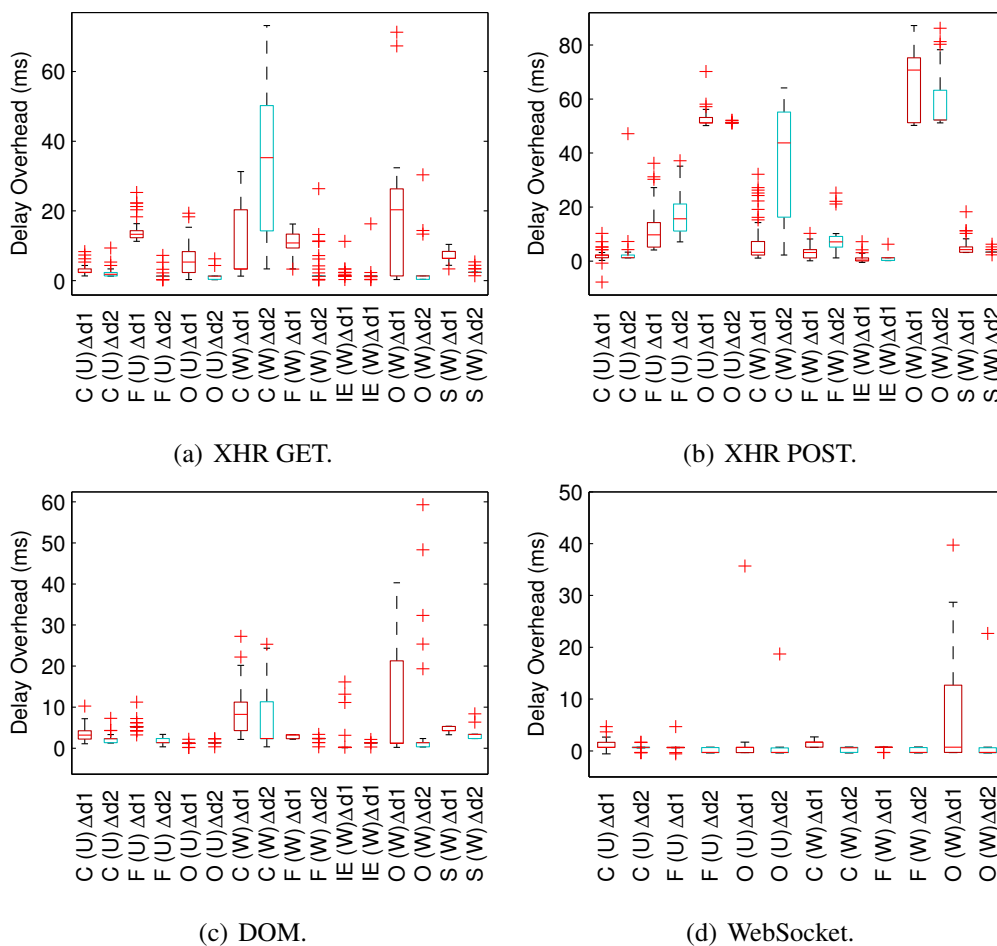 Delay Overhead (ms)
60
40
20
0
C (U) Δd1
C (U) Δd2
F (U) Δd1
F (U) Δd2
O (U) Δd1
O (U) Δd2
C (W) Δd1
C (W) Δd2
F (W) Δd1
F (W) Δd2
IE (W) Δd1
IE (W) Δd1
O (W) Δd1
O (W) Δd2
S (W) Δd1
S (W) Δd2
(a) XHR GET.
Delay Overhead (ms)
80
60
40
20
0
C (U) Δd1
C (U) Δd2
F (U) Δd1
F (U) Δd2
O (U) Δd1
O (U) Δd2
C (W) Δd1
C (W) Δd2
F (W) Δd1
F (W) Δd2
IE (W) Δd1
IE (W) Δd1
O (W) Δd1
O (W) Δd2
S (W) Δd1
S (W) Δd2
(b) XHR POST.
Delay Overhead (ms)
60
50
40
30
20
10
0
C (U) Δd1
C (U) Δd2
F (U) Δd1
F (U) Δd2
O (U) Δd1
O (U) Δd2
C (W) Δd1
C (W) Δd2
F (W) Δd1
F (W) Δd2
IE (W) Δd1
IE (W) Δd1
O (W) Δd1
O (W) Δd2
S (W) Δd1
S (W) Δd2
(c) DOM.
Delay Overhead (ms)
50
40
30
20
10
0
C (U) Δd1
C (U) Δd2
F (U) Δd1
F (U) Δd2
O (U) Δd1
O (U) Δd2
C (W) Δd1
C (W) Δd2
F (W) Δd1
F (W) Δd2
O (W) Δd1
O (W) Δd2
(d) WebSocket.